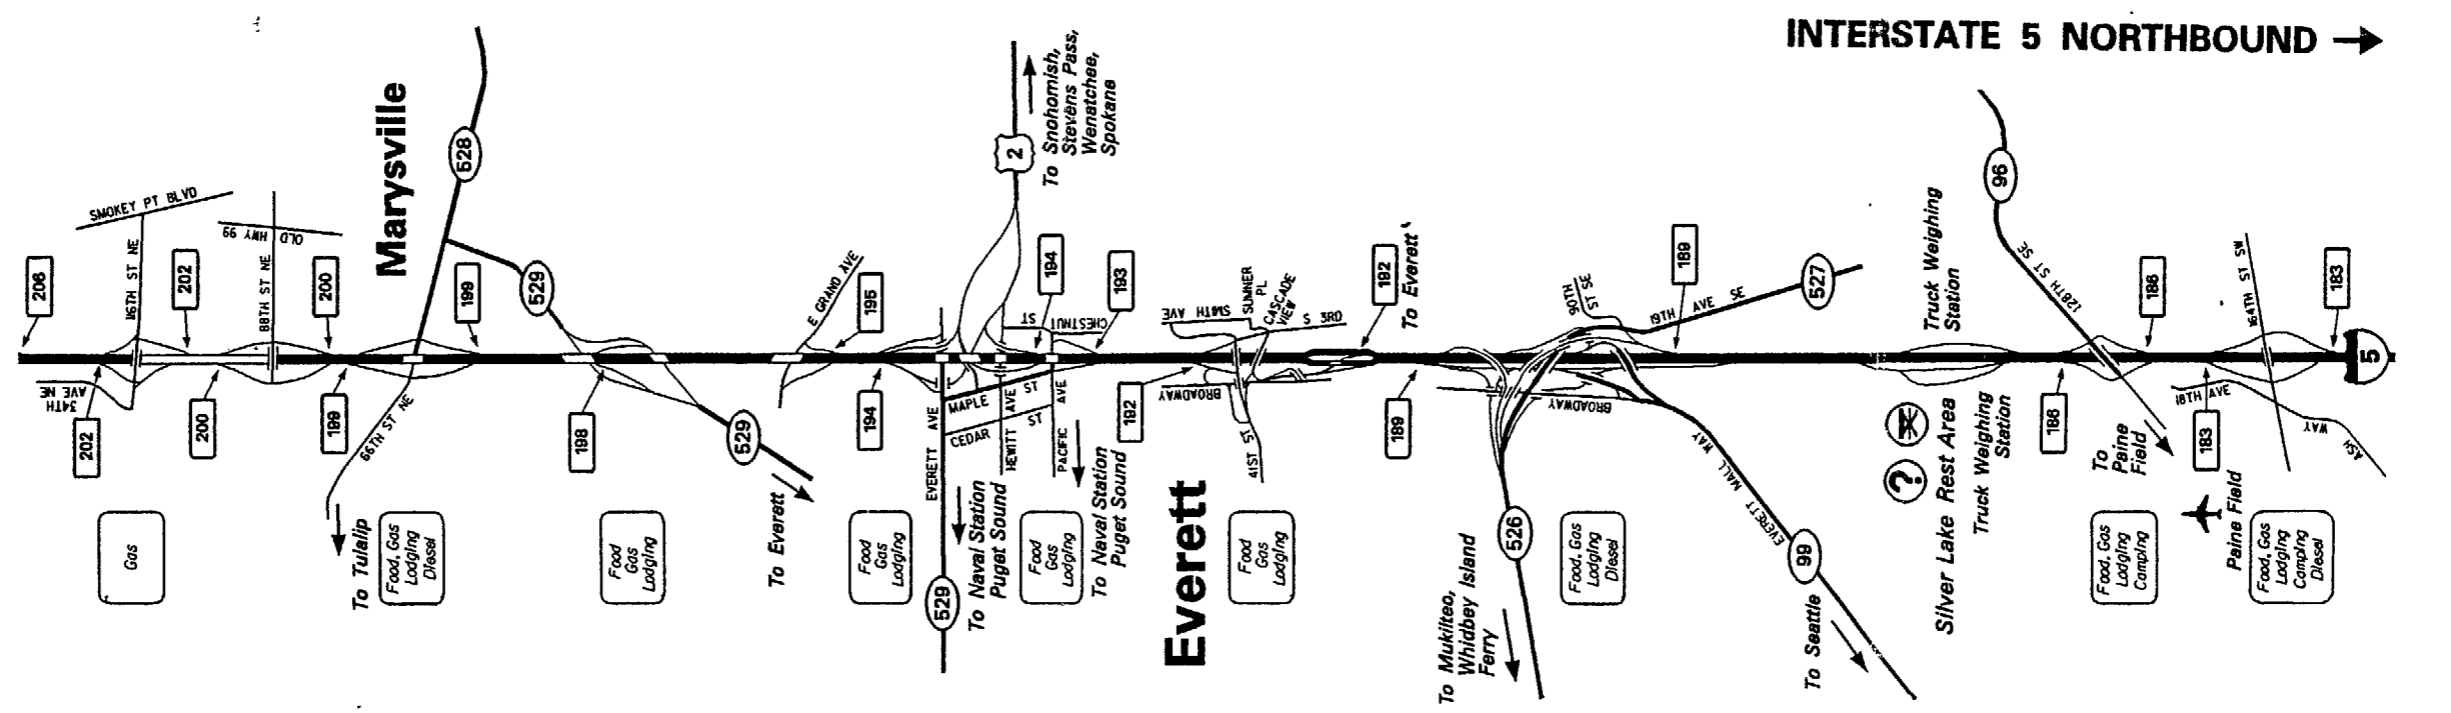 INTERSTATE 5 NORTHBOUND
206
SMOKEY PT BLVD
116TH ST NE
202
34TH
AVE NE
202
Gas
88TH ST NE
OLD
HWY 99
200
200
Marysville
528
199
199
66TH ST NE
To Tulalip
Food, Gas
Lodging
Diesel
529
198
Food
Gas
Lodging
529
To Everett
E GRAND AVE
195
194
Food
Gas
Lodging
EVERETT AVE
529
To Naval Station
Puget Sound
MAPLE ST
CEDAR ST
HEWITT AVE
PACIFIC AVE
To Naval Station
Puget Sound
2
To Snohomish,
Stevens Pass,
Wenatchee,
Spokane
CHESTNUT
ST
194
193
Food
Gas
Lodging
Everett
192
BROADWAY
SMITH AVE
SUMNER
PL
CASCADE
VIEW
S 3RD
41ST ST
Food
Gas
Lodging
192
To Everett
189
BROADWAY
526
To Mukilteo,
Whidbey Island
Ferry
90TH
ST SE
19TH AVE SE
189
527
Food, Gas
Lodging
Diesel
EVERETT MALL WAY
99
To Seattle
Truck Weighing
Station
?
Silver Lake Rest Area
Truck Weighing
Station
96
128TH ST SE
186
186
To
Paine
Field
Food, Gas
Lodging
Camping
164TH ST SW
183
183
18TH AVE
ASH WAY
Paine Field
Food, Gas
Lodging
Camping
Diesel
5